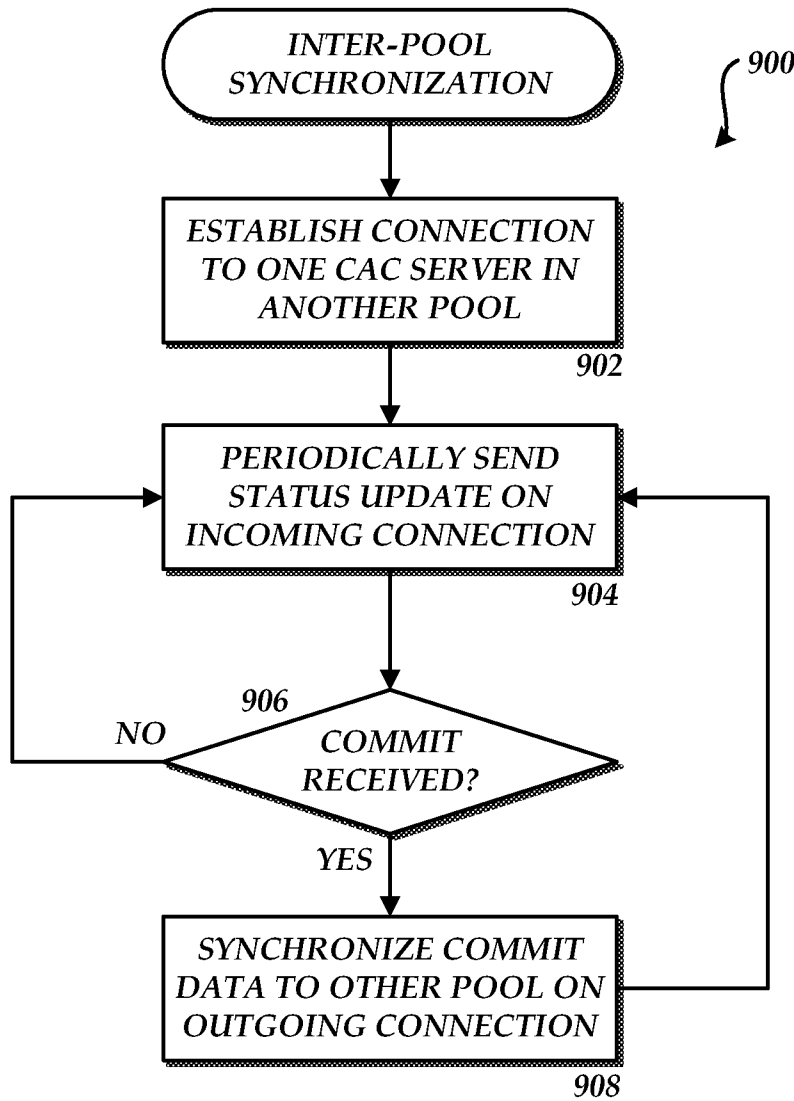 INTER-POOL
SYNCHRONIZATION
900
ESTABLISH CONNECTION
TO ONE CAC SERVER IN
ANOTHER POOL
902
PERIODICALLY SEND
STATUS UPDATE ON
INCOMING CONNECTION
904
906
NO
COMMIT
RECEIVED?
YES
SYNCHRONIZE COMMIT
DATA TO OTHER POOL ON
OUTGOING CONNECTION
908